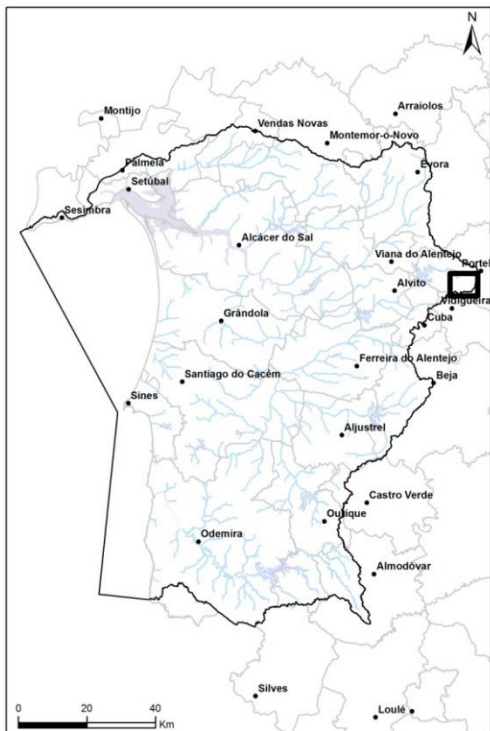 N
Arraiolos
Montijo
Vendas Novas
Montemor-o-Novo
Palmela
Évora
Setúbal
Sesimbra
Alcácer do Sal
Viana do Alentejo
Portel
Alvito
Vidigueira
Grândola
Cuba
Ferreira do Alentejo
Santiago do Cacém
Beja
Sines
Aljustrel
Castro Verde
Ourique
Odemira
Almodôvar
Silves
Loulé
0 20 40
Km